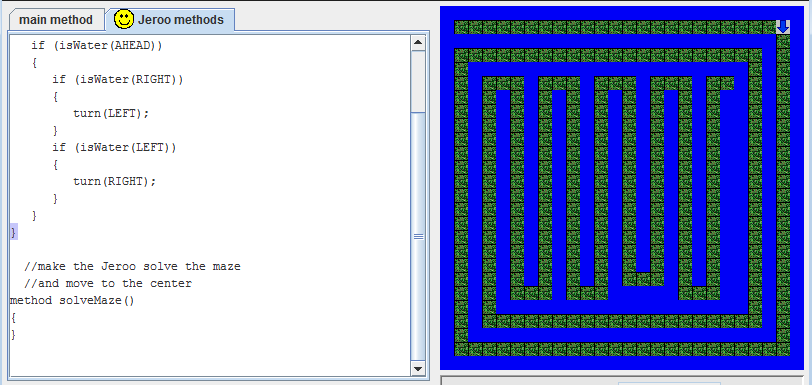 main method
Jeroo methods
if (isWater(AHEAD))
{
if (isWater(RIGHT))
{
turn(LEFT);
}
if (isWater(LEFT))
{
turn(RIGHT);
}
}
}
//make the Jeroo solve the maze
//and move to the center
method solveMaze()
{
}